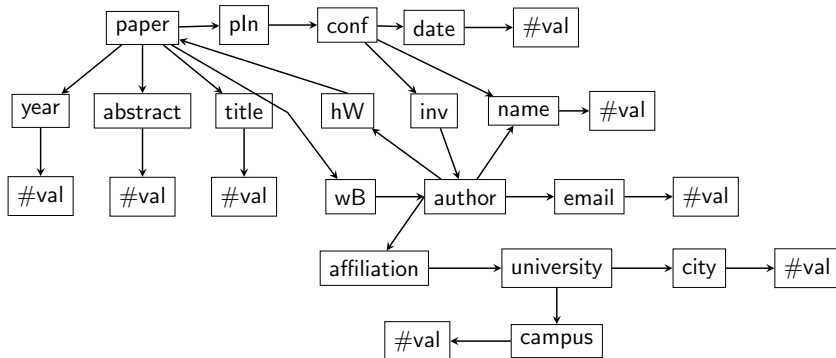 paper pIn conf date #val
year abstract title hW inv name #val
#val #val #val wB author email #val
affiliation university city #val
#val campus